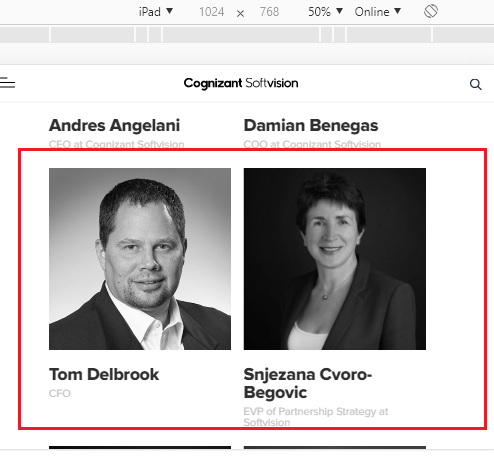 iPad ▼ 1024 × 768 50% ▼ Online ▼
Cognizant Softvision
Andres Angelani Damian Benegas
CEO at Cognizant Softvision COO at Cognizant Softvision
Tom Delbrook Snjezana Cvoro-
Begovic
CFO EVP of Partnership Strategy at
Softvision